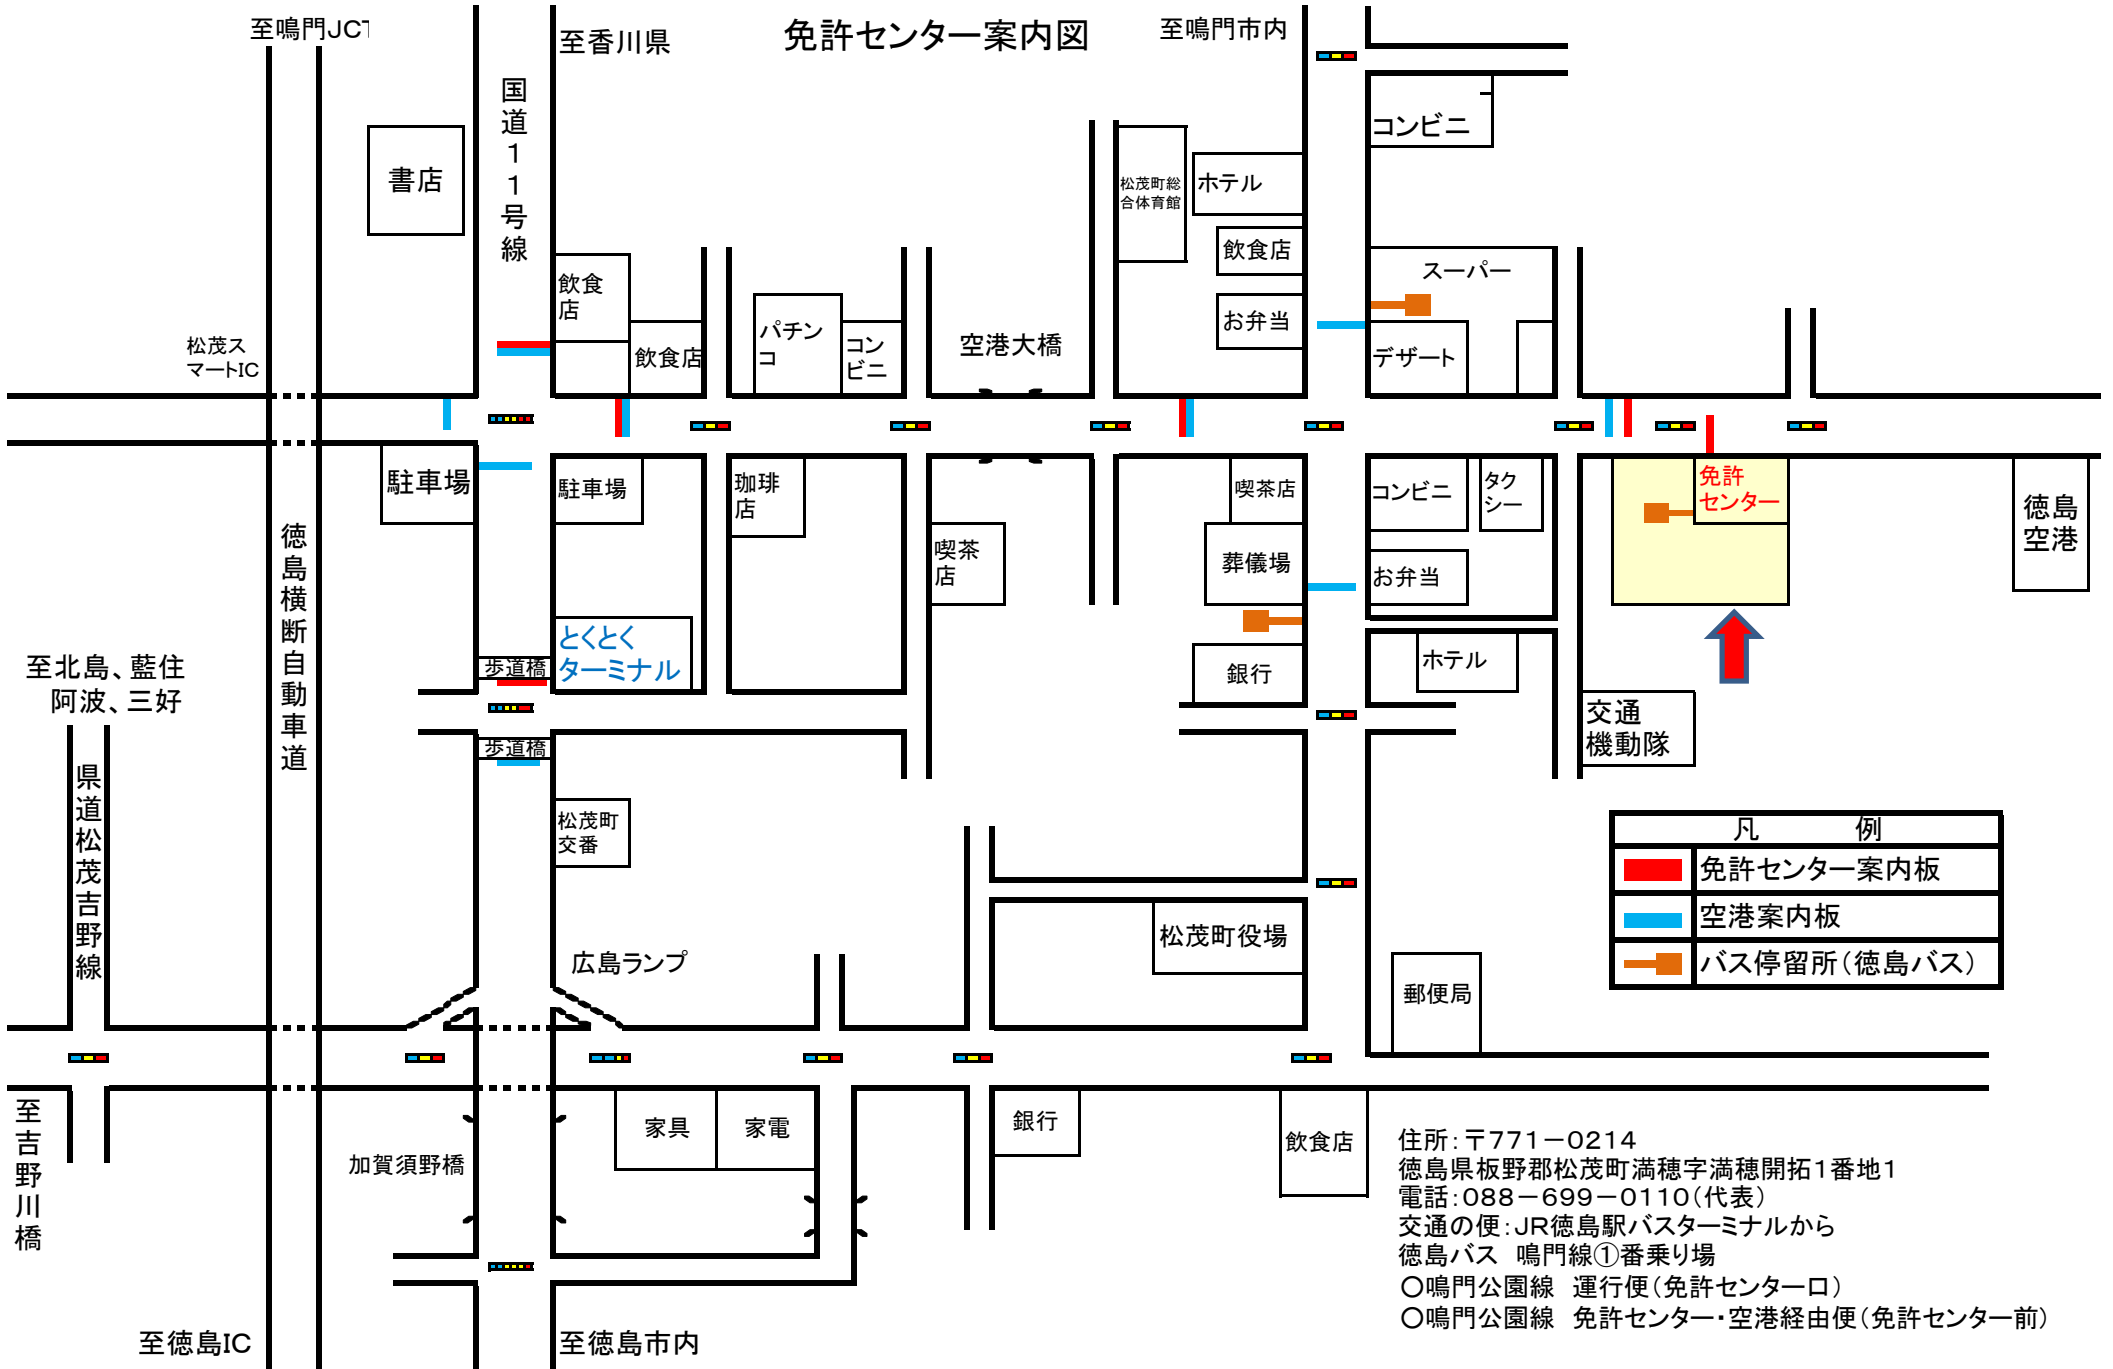 至鳴門JCT
至香川県
免許センター案内図
至鳴門市内
国道11号線
書店
コンビニ
松茂町総
合体育館
ホテル
飲食店
お弁当
スーパー
デザート
飲食
店
飲食店
パチン
コ
コン
ビニ
空港大橋
松茂ス
マートIC
駐車場
駐車場
珈琲
店
喫茶
店
喫茶店
葬儀場
銀行
コンビニ
タク
シー
お弁当
ホテル
免許
センター
徳島
空港
徳島横断自動車道
とくとく
ターミナル
歩道橋
歩道橋
至北島、藍住
阿波、三好
県道松茂吉野線
交通
機動隊
松茂町
交番
凡 例
免許センター案内板
空港案内板
バス停留所(徳島バス)
広島ランプ
松茂町役場
郵便局
至吉野川橋
加賀須野橋
家具
家電
銀行
飲食店
住所:〒771-0214
徳島県板野郡松茂町満穂字満穂開拓1番地1
電話:088-699-0110(代表)
交通の便:JR徳島駅バスターミナルから
徳島バス 鳴門線①番乗り場
○鳴門公園線 運行便(免許センター口)
○鳴門公園線 免許センター・空港経由便(免許センター前)
至徳島IC
至徳島市内